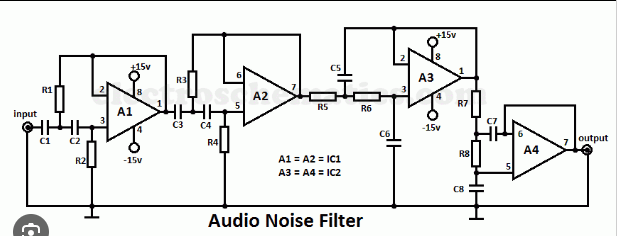 +15v
+15v
C5
2
8
1
A3
3
4
-15v
R1
2
8
1
A1
3
4
-15v
R3
6
7
A2
5
R5
R6
R7
input
C1
C2
R2
C3
C4
R4
C6
C7
6
7
A4
5
output
R8
C8
A1 = A2 = IC1
A3 = A4 = IC2
Audio Noise Filter